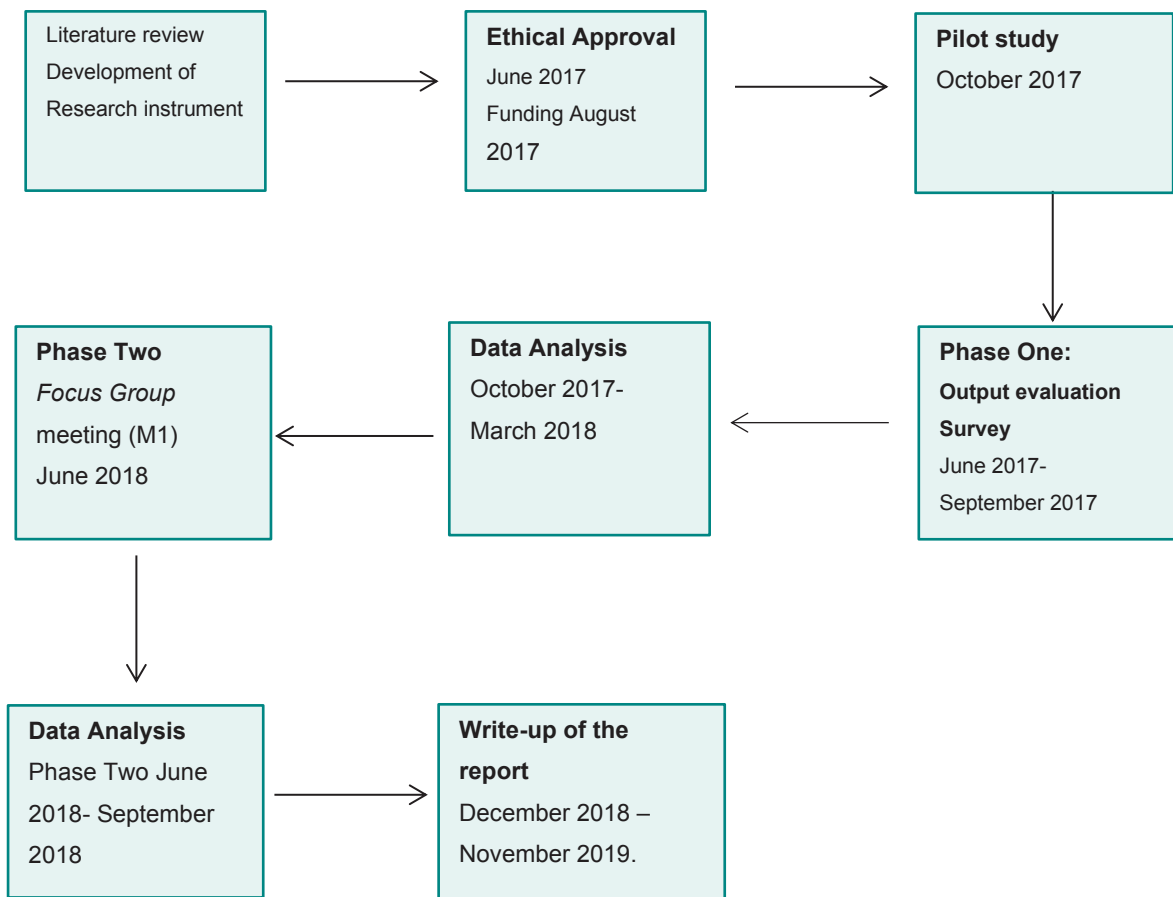 Literature review
Development of
Research instrument
Ethical Approval
June 2017
Funding August
2017
Pilot study
October 2017
Phase One:
Output evaluation
Survey
June 2017-
September 2017
Data Analysis
October 2017-
March 2018
Phase Two
Focus Group
meeting (M1)
June 2018
Data Analysis
Phase Two June
2018- September
2018
Write-up of the
report
December 2018 –
November 2019.